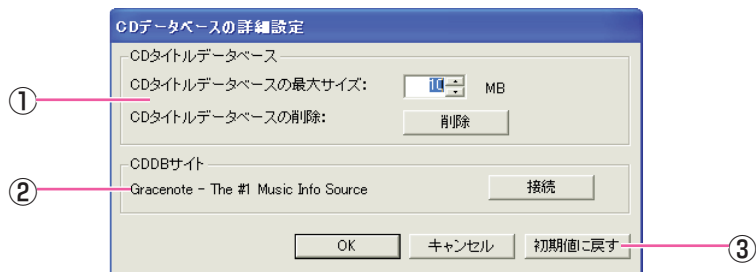 CDデータベースの詳細設定
CDタイトルデータベース
① CDタイトルデータベースの最大サイズ: 10 MB
CDタイトルデータベースの削除: 削除
CDDBサイト
② Gracenote - The #1 Music Info Source 接続
OK キャンセル 初期値に戻す ③